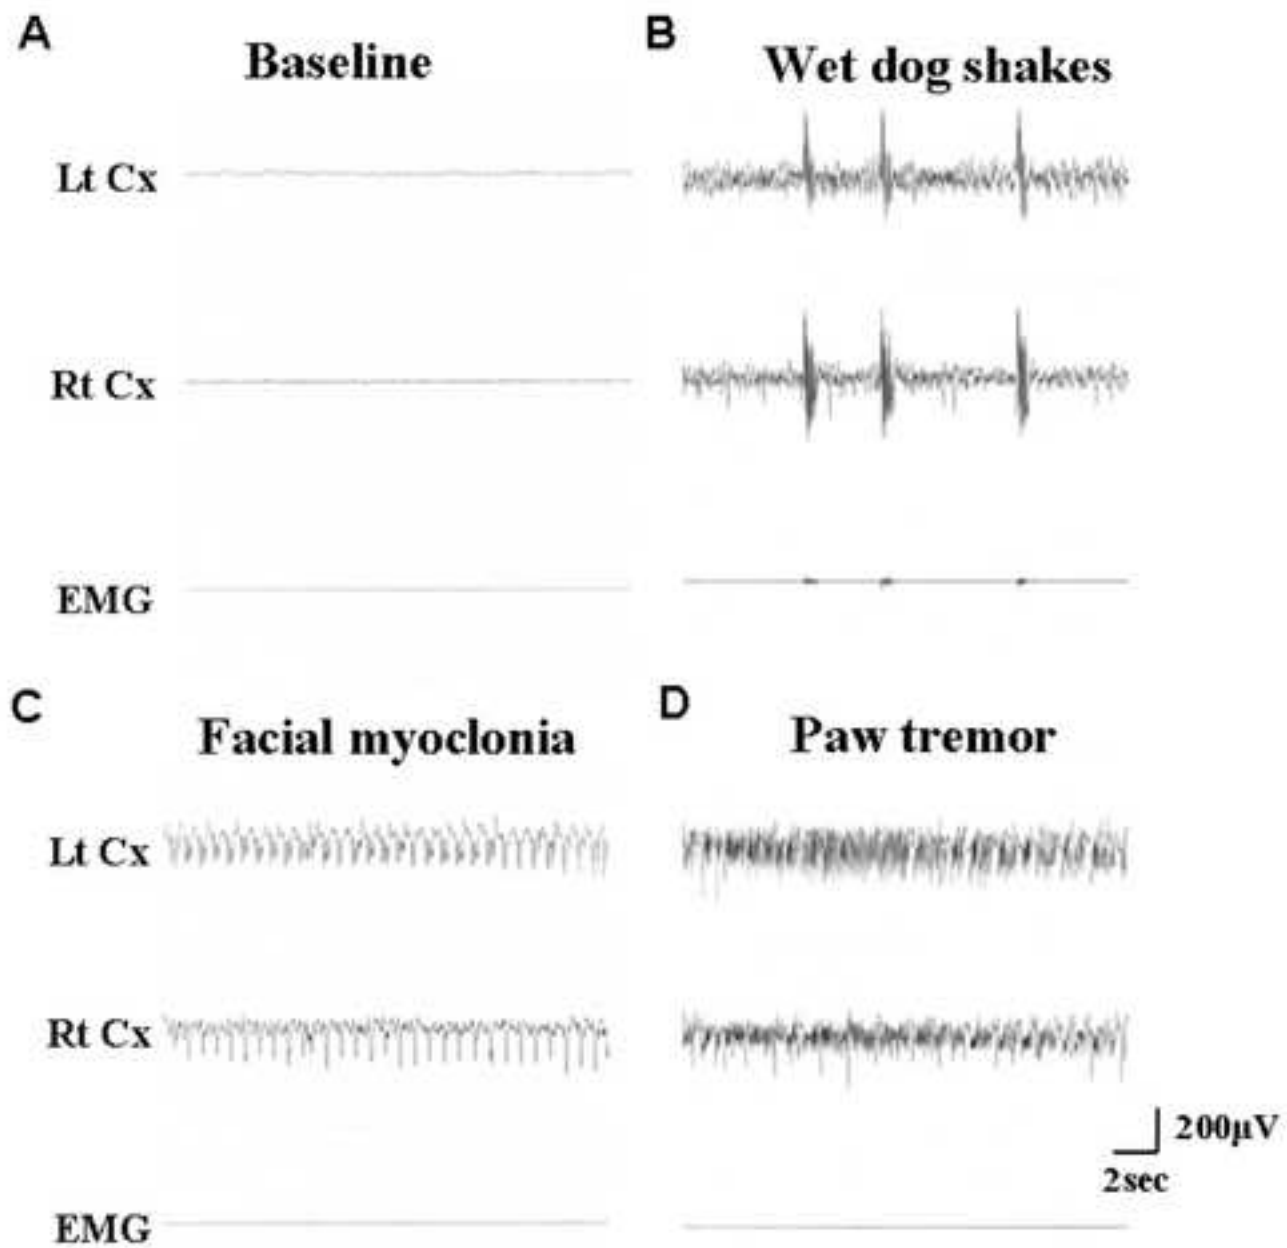 A
Baseline
Lt Cx
Rt Cx
EMG
B
Wet dog shakes
C
Facial myoclonia
Lt Cx
Rt Cx
EMG
D
Paw tremor
200μV
2sec